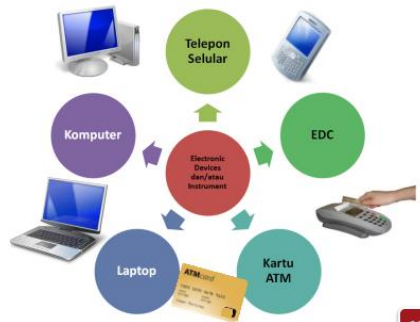 Telepon
Selular
Komputer
EDC
Electronic
Devices
dan/atau
Instrument
Laptop
Kartu
ATM
ATMcard